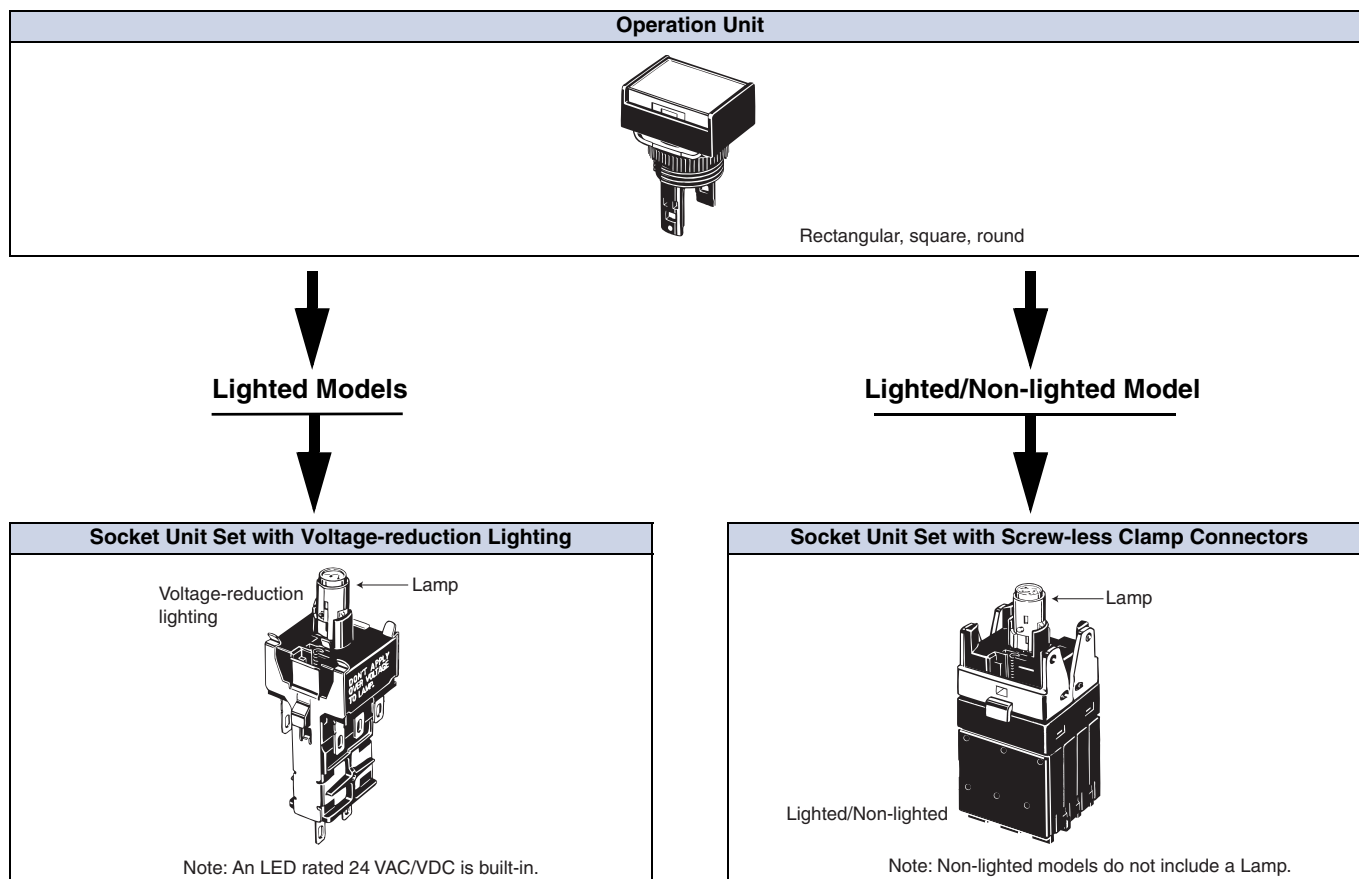 Operation Unit
Rectangular, square, round
Lighted Models
Lighted/Non-lighted Model
Socket Unit Set with Voltage-reduction Lighting
Voltage-reduction
lighting
Lamp
DON'T APPLY
OVER VOLTAGE
TO LAMP.
Note: An LED rated 24 VAC/VDC is built-in.
Socket Unit Set with Screw-less Clamp Connectors
Lamp
Lighted/Non-lighted
Note: Non-lighted models do not include a Lamp.